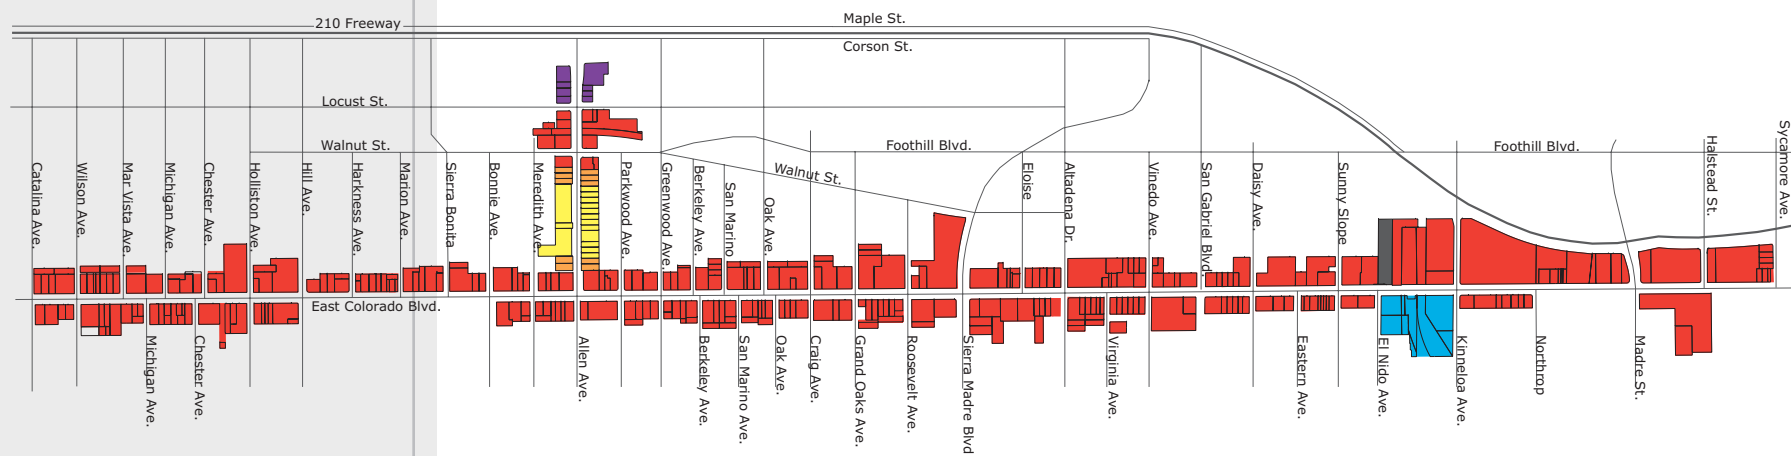 Maple St.
210 Freeway
Corson St.
Locust St.
Walnut St.
Foothill Blvd.
Foothill Blvd.
Walnut St.
Catalina Ave.
Wilson Ave.
Mar Vista Ave.
Michigan Ave.
Chester Ave.
Holliston Ave.
Hill Ave.
Harkness Ave.
Marion Ave.
Sierra Bonita
Bonnie Ave.
Meredith Ave.
Parkwood Ave.
Greenwood Ave.
Berkeley Ave.
San Marino
Oak Ave.
Eloise
Altadena Dr.
Vinedo Ave.
San Gabriel Blvd.
Daisy Ave.
Sunny Slope
Halstead St.
Sycamore Ave.
East Colorado Blvd.
Michigan Ave.
Chester Ave.
Allen Ave.
Berkeley Ave.
San Marino Ave.
Oak Ave.
Craig Ave.
Grand Oaks Ave.
Roosevelt Ave.
Sierra Madre Blvd
Virginia Ave.
Eastern Ave.
El Nido Ave.
Kinneloa Ave.
Northrop
Madre St.